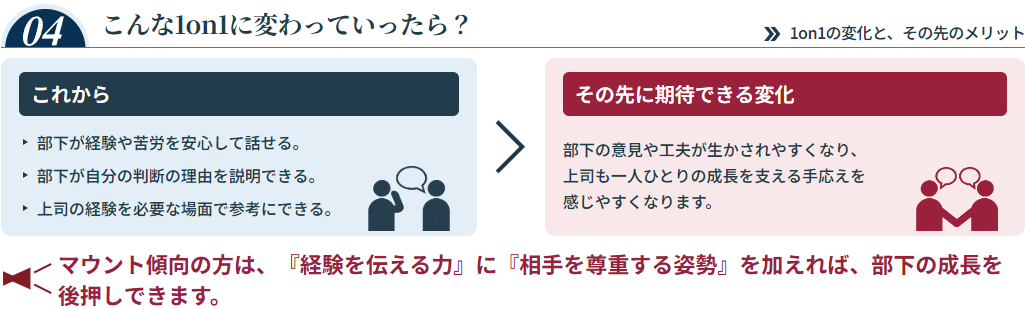 04 こんな1on1に変わっていったら？
1on1の変化と、その先のメリット
これから
部下が経験や苦労を安心して話せる。
部下が自分の判断の理由を説明できる。
上司の経験を必要な場面で参考にできる。
その先に期待できる変化
部下の意見や工夫が生かされやすくなり、
上司も一人ひとりの成長を支える手応えを
感じやすくなります。
マウント傾向の方は、『経験を伝える力』に『相手を尊重する姿勢』を加えれば、部下の成長を
後押しできます。